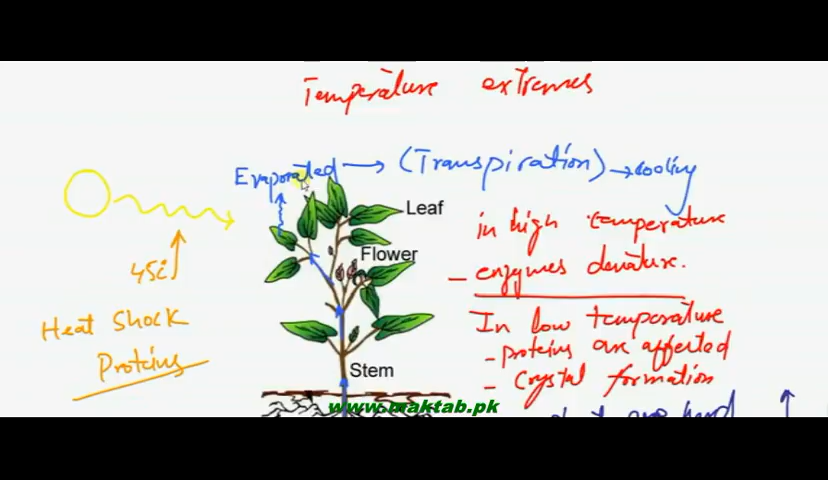 Temperature extremes
Evaporated → (Transpiration) → cooling
Leaf
in high temperature
Flower
– enzymes denature.
45c
Heat Shock
Proteins
In low temperature
- proteins are affected
- Crystal formation
Stem
www.maktab.pk